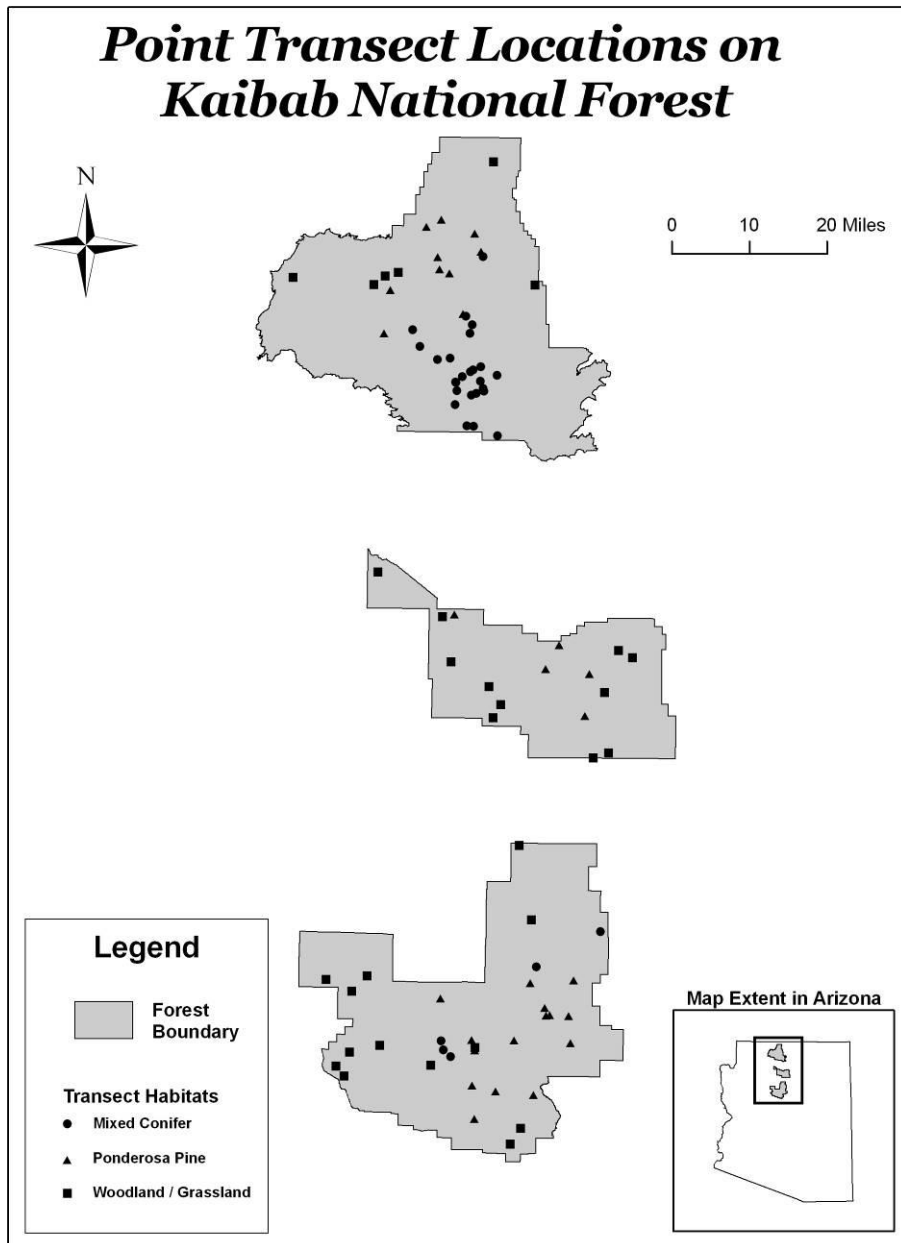 Point Transect Locations on
Kaibab National Forest
N
0 10 20 Miles
Legend
Forest
Boundary
Transect Habitats
Mixed Conifer
Ponderosa Pine
Woodland / Grassland
Map Extent in Arizona